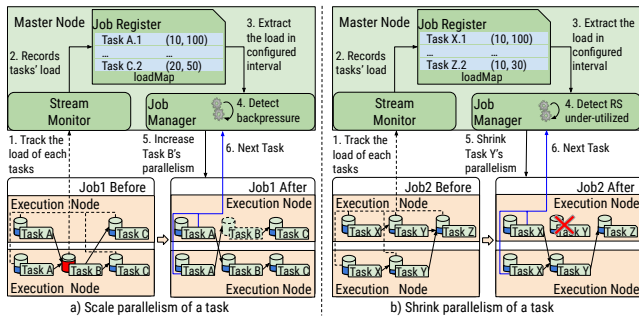 Master Node
Job Register
Task A.1 (10, 100)
... ...
Task C.2 (20, 50)
loadMap
2. Records
tasks' load
3. Extract
the load in
configured
interval
Stream
Monitor
Job
Manager
4. Detect
backpressure
1. Track the
load of each
tasks
5. Increase
Task B's
parallelism
6. Next Task
Job1 Before
Execution Node
Task A
Task C
Task A
Task B
Task C
Execution Node
Job1 After
Execution Node
Task A
Task B
Task C
Task A
Task B
Task C
Execution Node
a) Scale parallelism of a task
Master Node
Job Register
Task X.1 (10, 100)
... ...
Task Z.2 (10, 30)
loadMap
2. Records
tasks' load
3. Extract
the load in
configured
interval
Stream
Monitor
Job
Manager
4. Detect RS
under-utilized
1. Track the
load of each
tasks
5. Shrink
Task Y's
parallelism
6. Next Task
Job2 Before
Execution Node
Task X
Task Y
Task Z
Task X
Task Y
Execution Node
Job2 After
Execution Node
Task X
Task Y
Task Z
Task X
Task Y
Execution Node
b) Shrink parallelism of a task